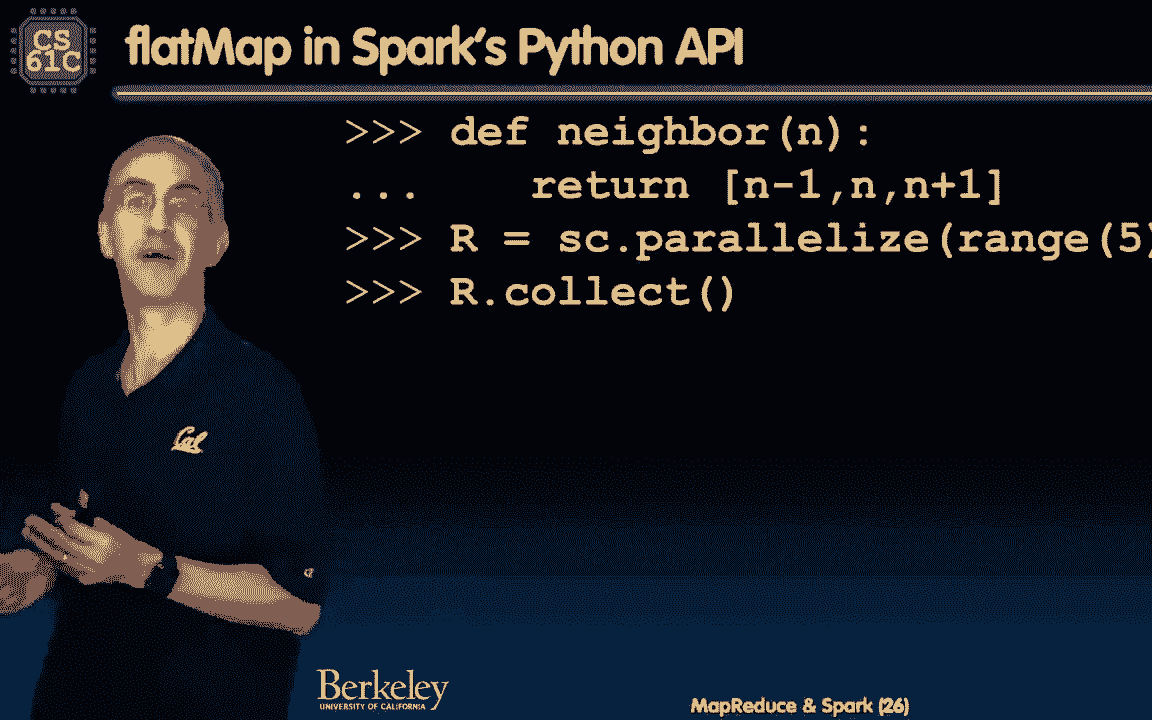 CS
61C
flatMap in Spark's Python API
>>> def neighbor(n):
... return [n-1,n,n+1]
>>> R = sc.parallelize(range(5)
>>> R.collect()
Cal
Berkeley
UNIVERSITY OF CALIFORNIA
MapReduce & Spark (26)